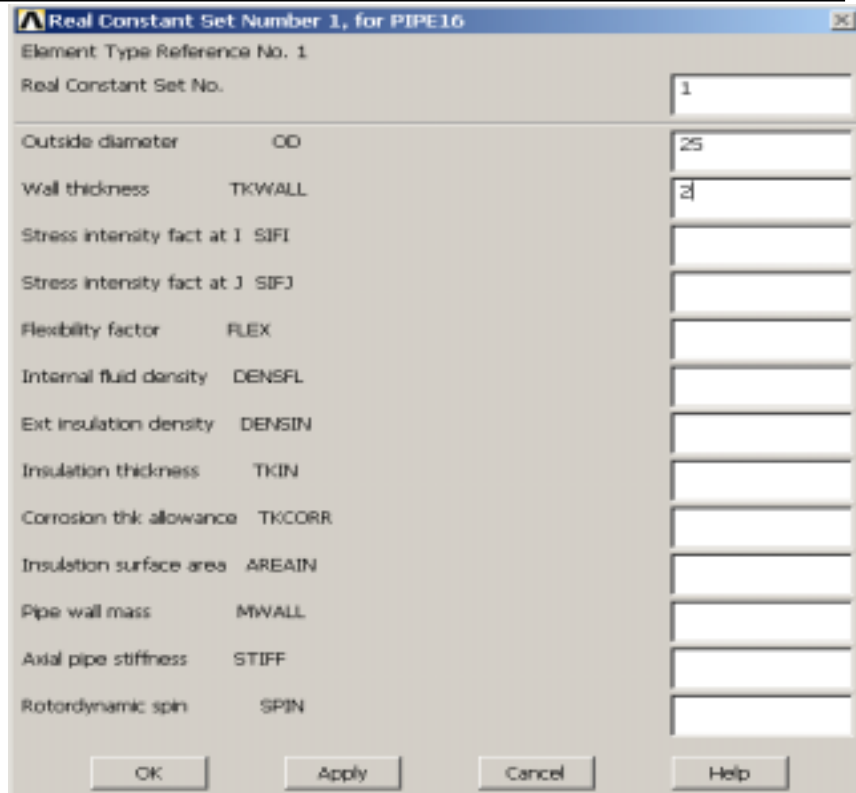 Real Constant Set Number 1, for PIPE16
Element Type Reference No. 1
Real Constant Set No. 1
Outside diameter OD 25
Wall thickness TKWALL 2
Stress intensity fact at I SIFI
Stress intensity fact at J SIFJ
Flexibility factor FLEX
Internal fluid density DENSFL
Ext insulation density DENSIN
Insulation thickness TKIN
Corrosion thk allowance TKCORR
Insulation surface area AREAIN
Pipe wall mass MWALL
Axial pipe stiffness STIFF
Rotordynamic spin SPIN
OK Apply Cancel Help